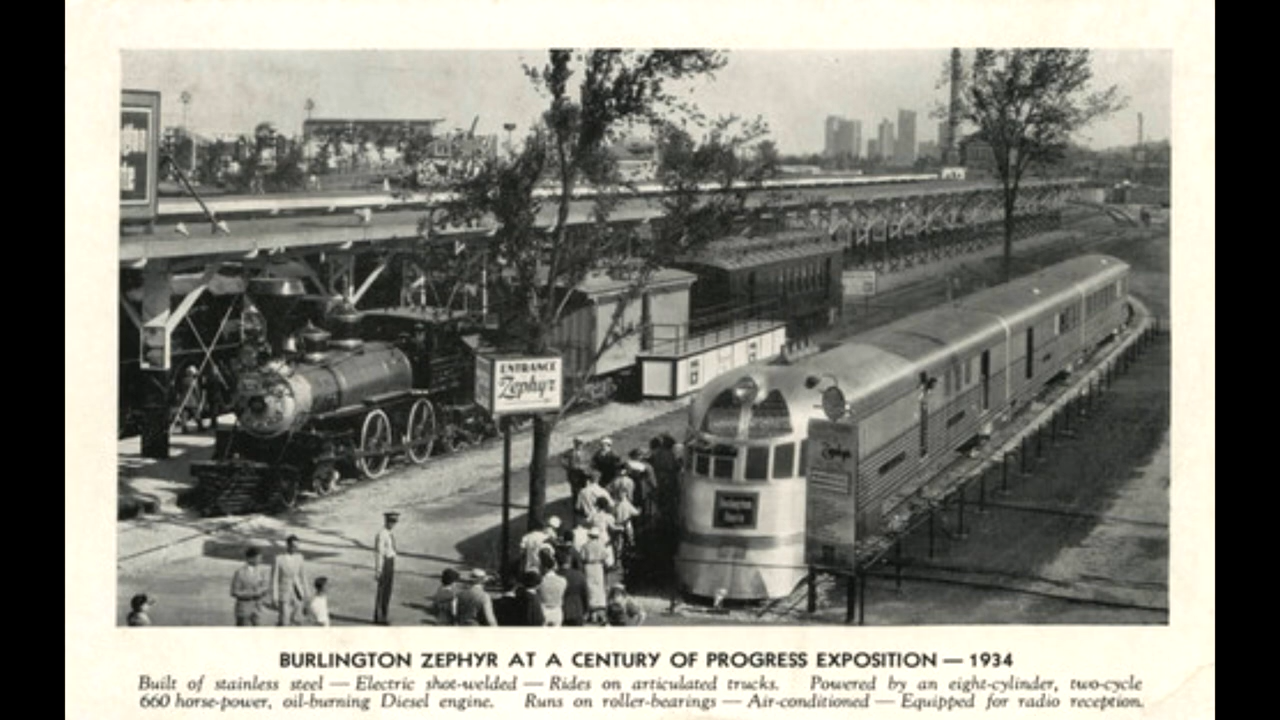 ENTRANCE
Zephyr
BURLINGTON ZEPHYR AT A CENTURY OF PROGRESS EXPOSITION — 1934
Built of stainless steel — Electric shot-welded — Rides on articulated trucks. Powered by an eight-cylinder, two-cycle
660 horse-power, oil-burning Diesel engine. Runs on roller-bearings — Air-conditioned — Equipped for radio reception.